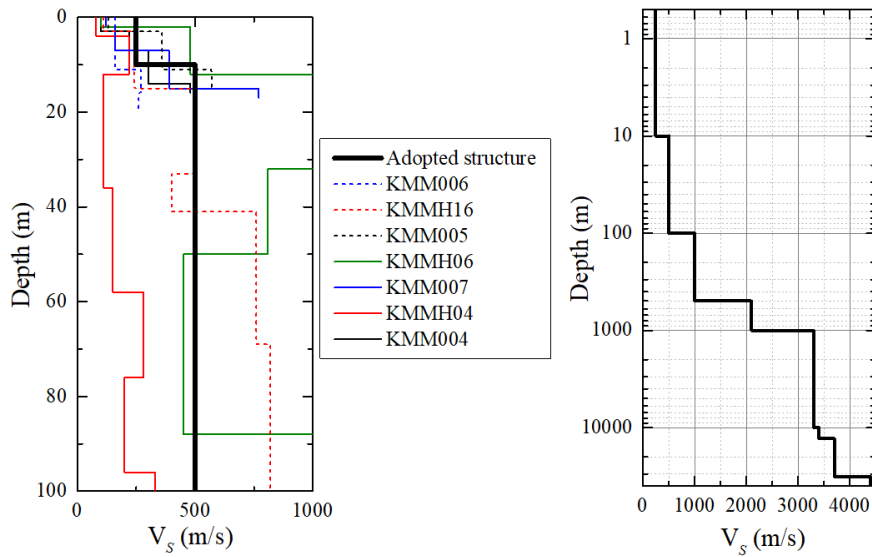 0
20
40
60
80
100
Depth (m)
0
500
1000
V_S (m/s)
Adopted structure
KMM006
KMMH16
KMM005
KMMH06
KMM007
KMMH04
KMM004
1
10
100
1000
10000
Depth (m)
0
1000
2000
3000
4000
V_S (m/s)